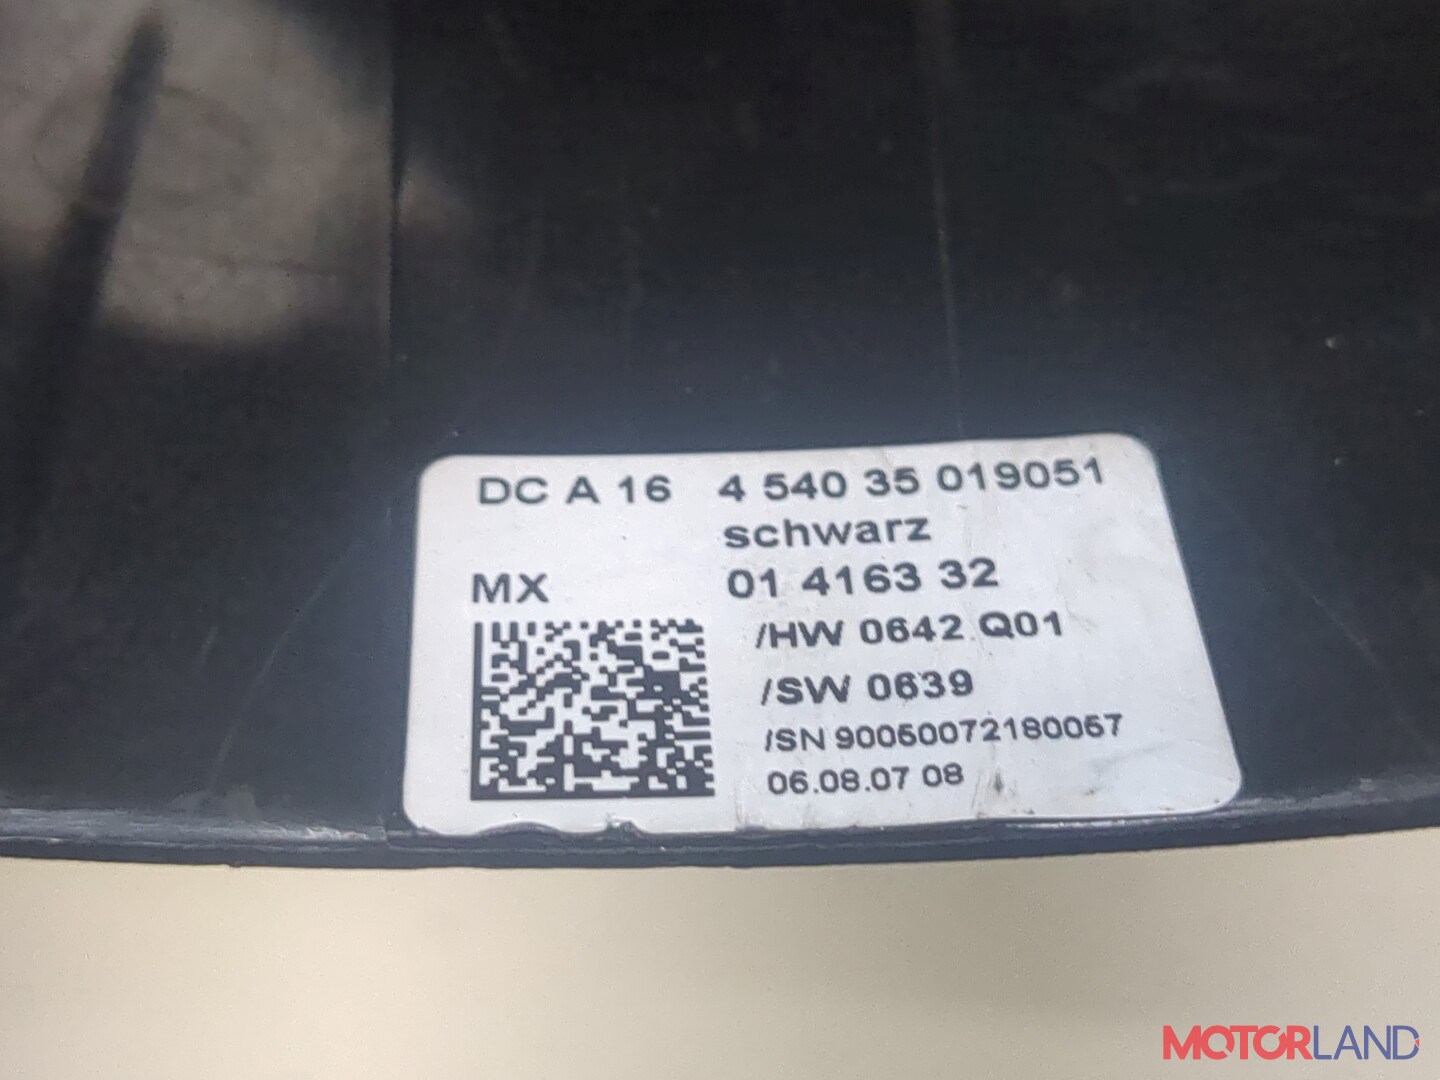 DC A 16 4 540 35 019051
schwarz
MX 01 4163 32
/HW 0642 Q01
/SW 0639
/SN 90050072180057
06.08.07 08
MOTORLAND